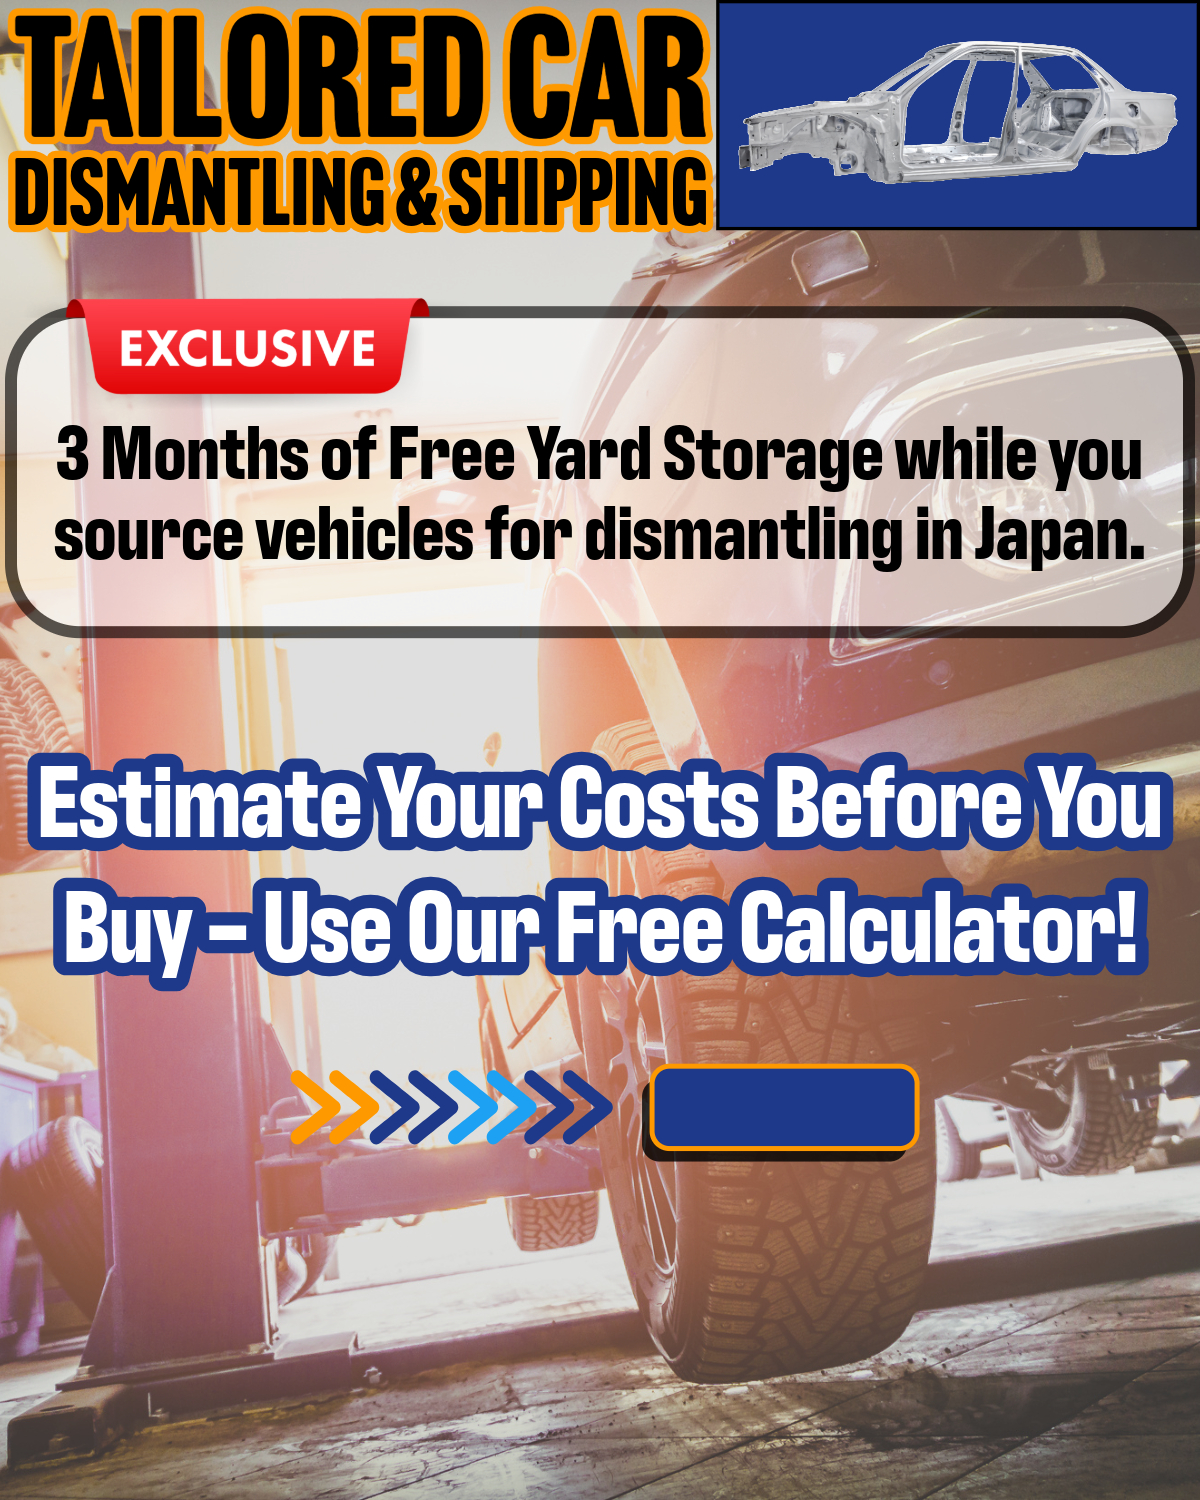 TAILORED CAR
DISMANTLING & SHIPPING
EXCLUSIVE
3 Months of Free Yard Storage while you
source vehicles for dismantling in Japan.
Estimate Your Costs Before You
Buy – Use Our Free Calculator!